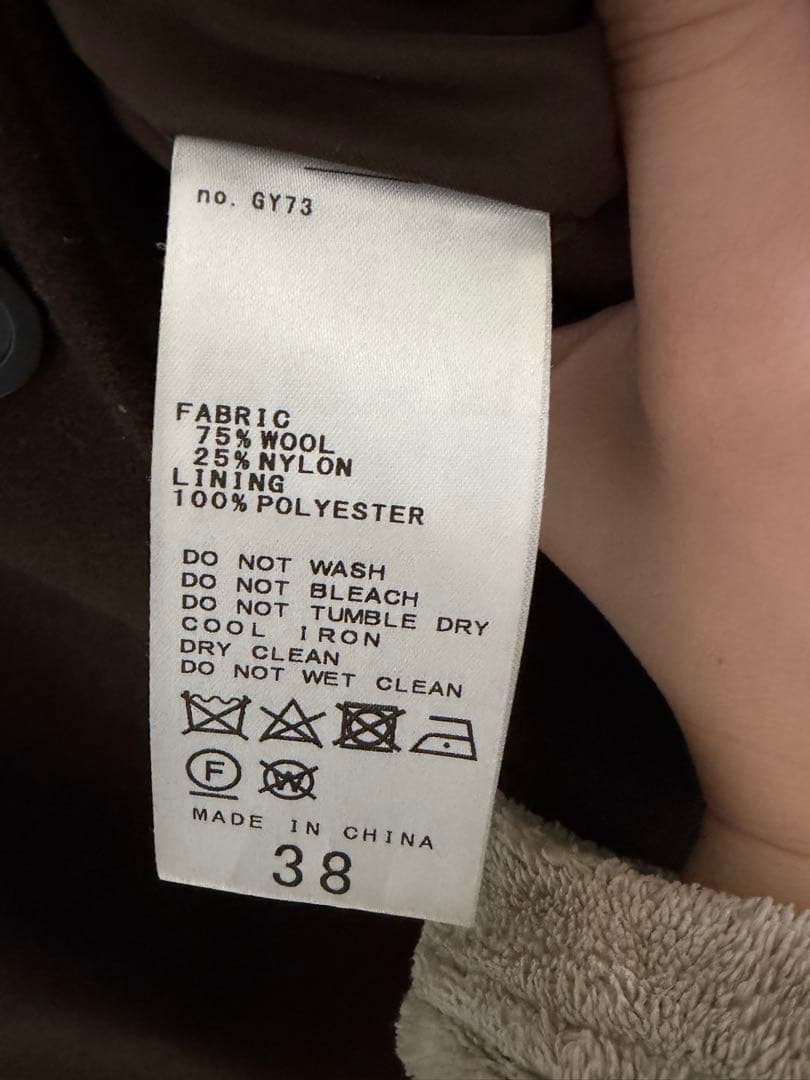 no. GY73
FABRIC
75% WOOL
25% NYLON
LINING
100% POLYESTER
DO NOT WASH
DO NOT BLEACH
DO NOT TUMBLE DRY
COOL IRON
DRY CLEAN
DO NOT WET CLEAN
F W
MADE IN CHINA
38